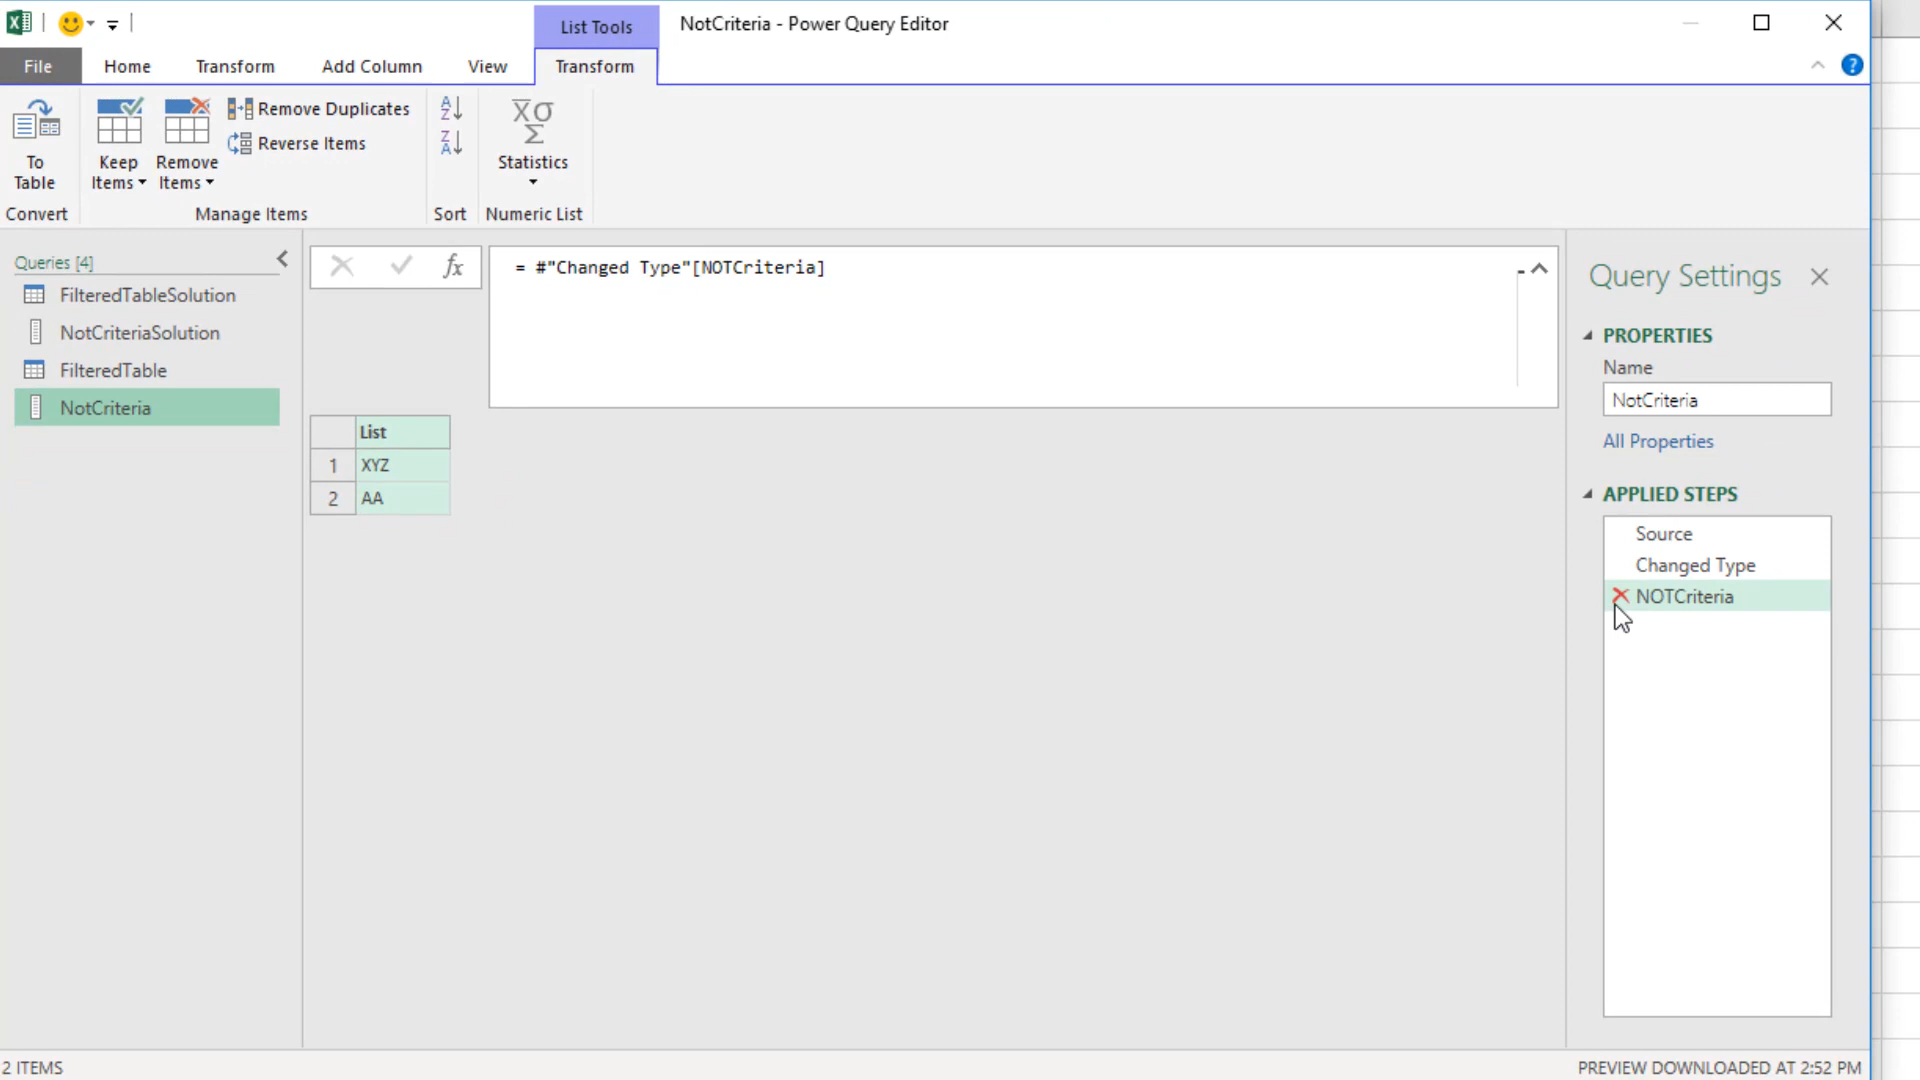 List Tools
NotCriteria - Power Query Editor
File
Home
Transform
Add Column
View
Transform
To Table
Keep Items
Remove Items
Remove Duplicates
Reverse Items
Statistics
Convert
Manage Items
Sort
Numeric List
Queries [4]
FilteredTableSolution
NotCriteriaSolution
FilteredTable
NotCriteria
fx
= #"Changed Type"[NOTCriteria]
List
1 XYZ
2 AA
Query Settings
PROPERTIES
Name
NotCriteria
All Properties
APPLIED STEPS
Source
Changed Type
NOTCriteria
2 ITEMS
PREVIEW DOWNLOADED AT 2:52 PM